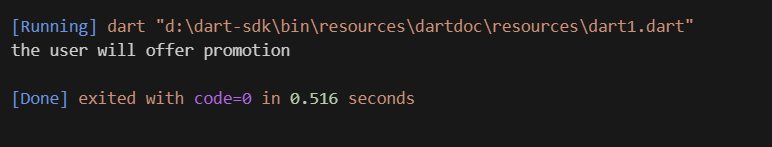 [Running] dart "d:\dart-sdk\bin\resources\dartdoc\resources\dart1.dart"
the user will offer promotion
[Done] exited with code=0 in 0.516 seconds